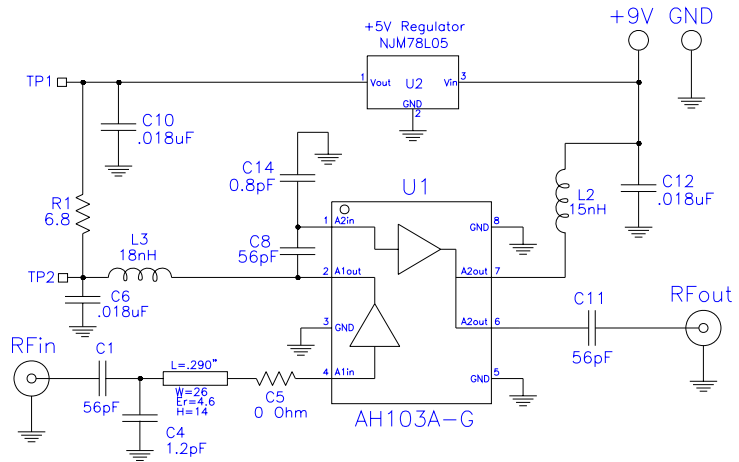 +9V GND
+5V Regulator
NJM78L05
TP1
1 Vout
U2
Vin 3
GND
2
C10
.018uF
C14
0.8pF
U1
L2
15nH
C12
.018uF
R1
6.8
L3
18nH
C8
56pF
1 A2in
GND 8
TP2
2 A1out
A2out 7
C6
.018uF
3 GND
A2out 6
C11
56pF
RFout
RFin
C1
56pF
L=.290"
W=26
Er=4.6
H=14
C5
0 Ohm
4 A1in
GND 5
C4
1.2pF
AH103A-G